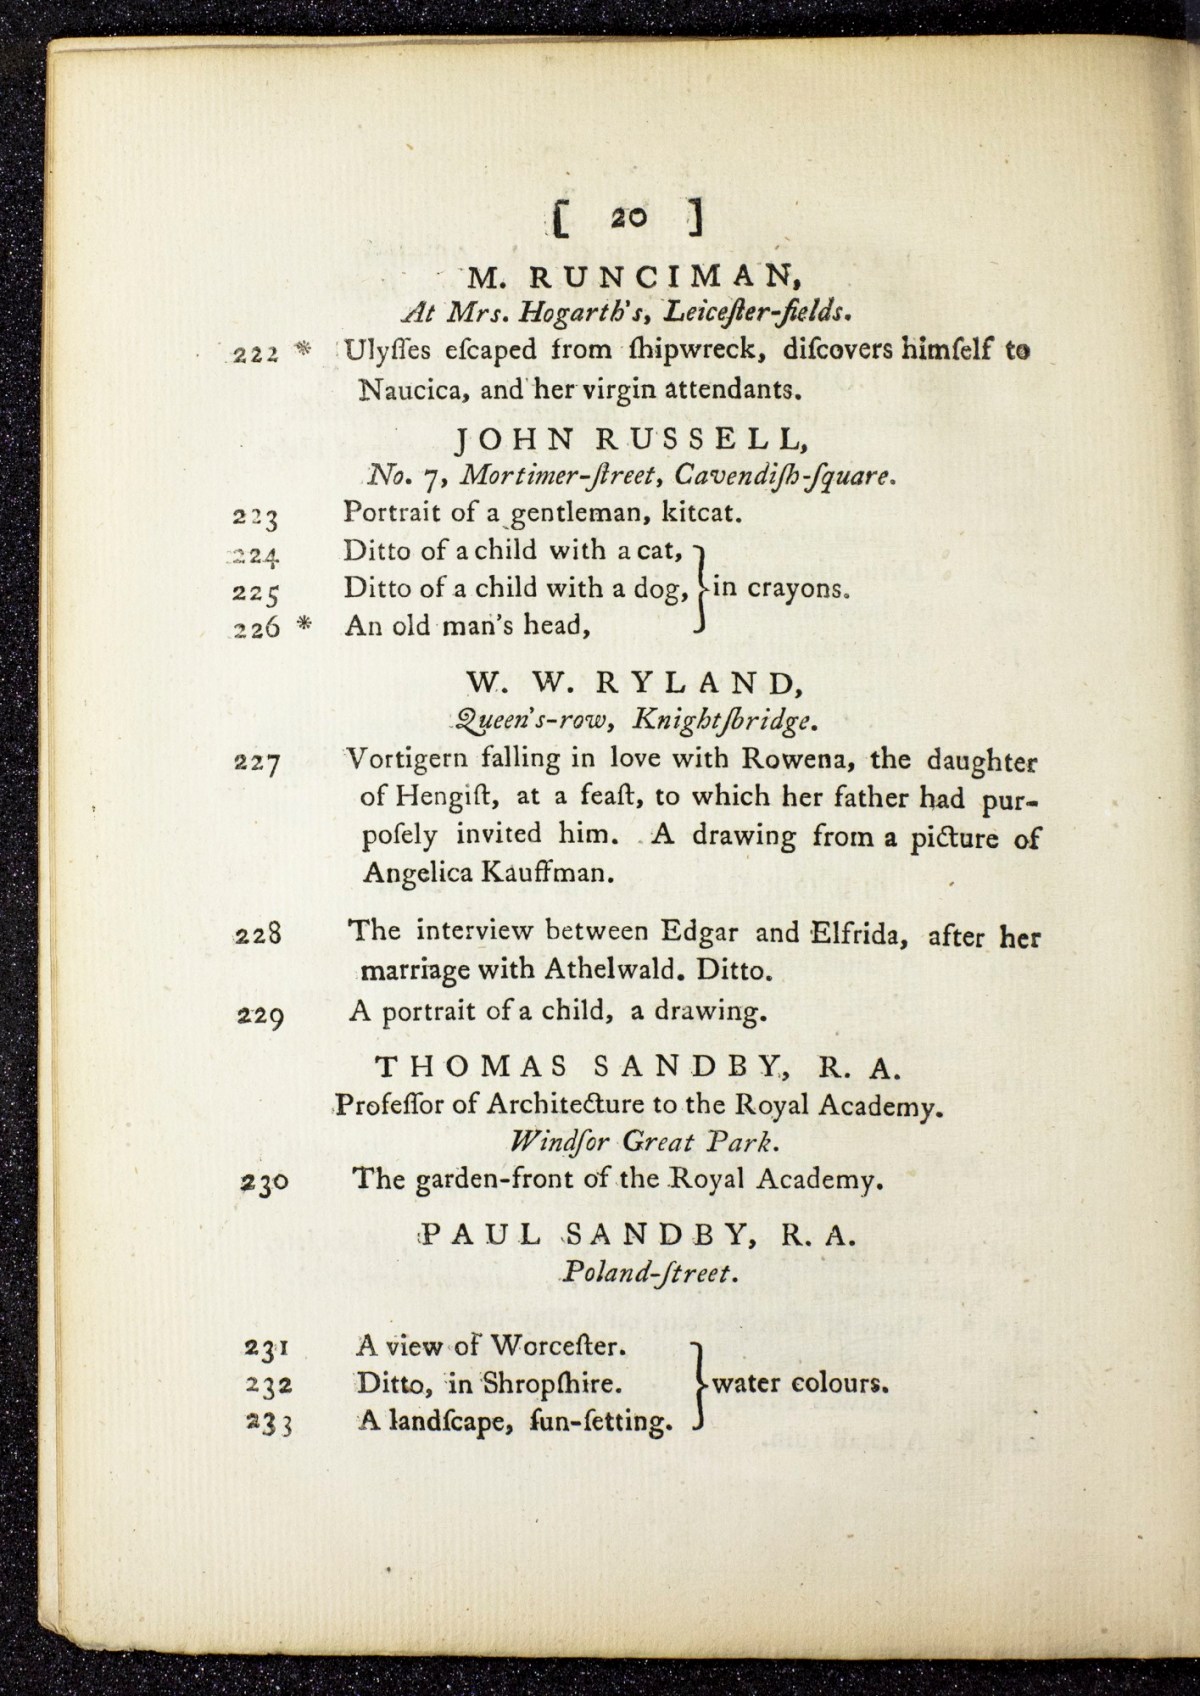 [ 20 ]
M. RUNCIMAN,
At Mrs. Hogarth's, Leiceſter-fields.
222 * Ulyſſes eſcaped from ſhipwreck, diſcovers himſelf to
Naucica, and her virgin attendants.
JOHN RUSSELL,
No. 7, Mortimer-ſtreet, Cavendiſh-ſquare.
223 Portrait of a gentleman, kitcat.
224 Ditto of a child with a cat,
225 Ditto of a child with a dog, } in crayons.
226 * An old man's head,
W. W. RYLAND,
Queen's-row, Knightſbridge.
227 Vortigern falling in love with Rowena, the daughter
of Hengiſt, at a feaſt, to which her father had pur-
poſely invited him. A drawing from a picture of
Angelica Kauffman.
228 The interview between Edgar and Elfrida, after her
marriage with Athelwald. Ditto.
229 A portrait of a child, a drawing.
THOMAS SANDBY, R. A.
Profeſſor of Architecture to the Royal Academy.
Windſor Great Park.
230 The garden-front of the Royal Academy.
PAUL SANDBY, R. A.
Poland-ſtreet.
231 A view of Worceſter.
232 Ditto, in Shropſhire. } water colours.
233 A landſcape, ſun-ſetting.